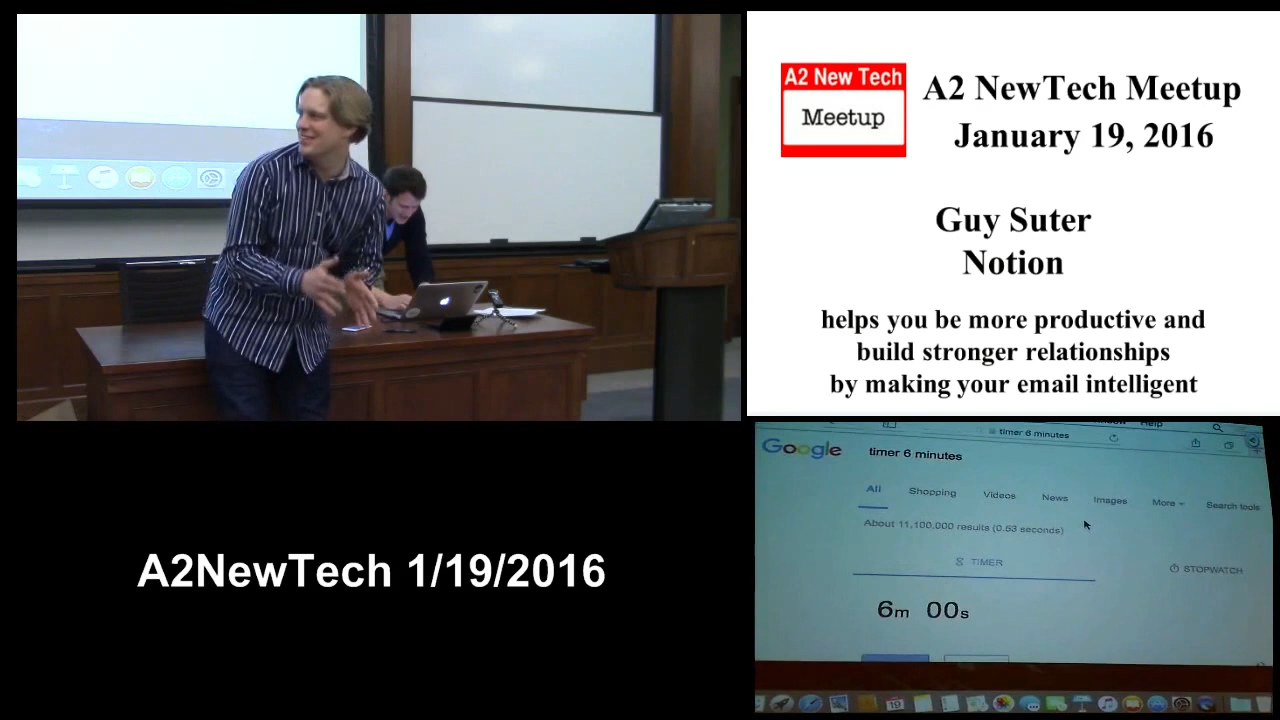 A2 New Tech
Meetup
A2 NewTech Meetup
January 19, 2016
Guy Suter
Notion
helps you be more productive and
build stronger relationships
by making your email intelligent
Help
timer 6 minutes
Google
timer 6 minutes
All Shopping Videos News Images More Search tools
About 11,100,000 results (0.53 seconds)
TIMER
STOPWATCH
6m 00s
19
A2NewTech 1/19/2016